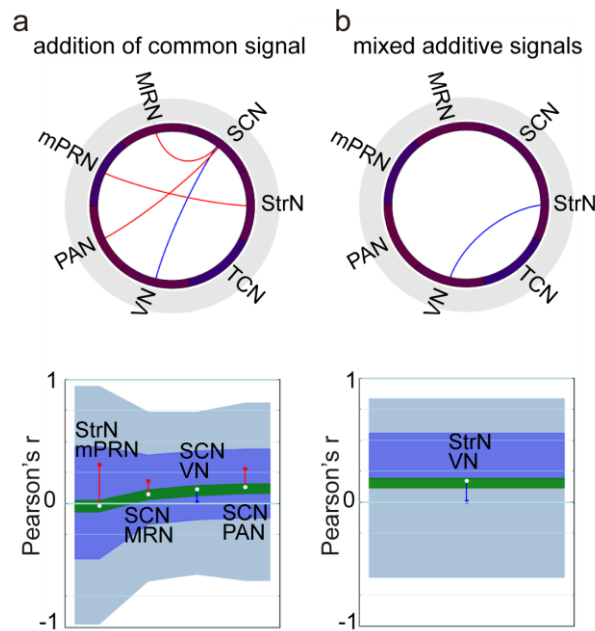 a
addition of common signal
MRN
SCN
mPRN
StrN
PAN
VN
TCN
b
mixed additive signals
MRN
SCN
mPRN
StrN
PAN
VN
TCN
Pearson's r
1
0
-1
StrN
mPRN
SCN
MRN
SCN
VN
SCN
PAN
Pearson's r
1
0
-1
StrN
VN